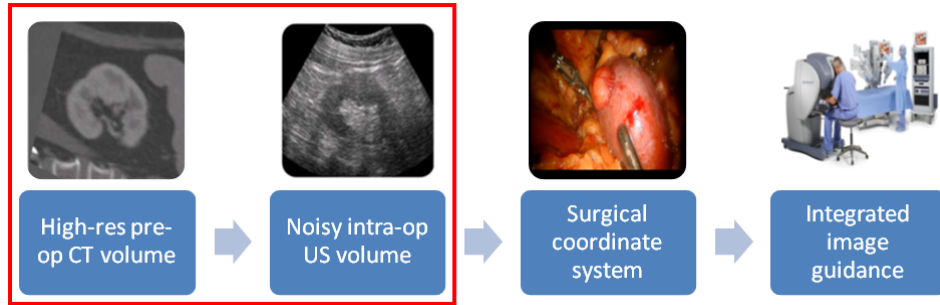 High-res pre-
op CT volume
Noisy intra-op
US volume
Surgical
coordinate
system
Integrated
image
guidance